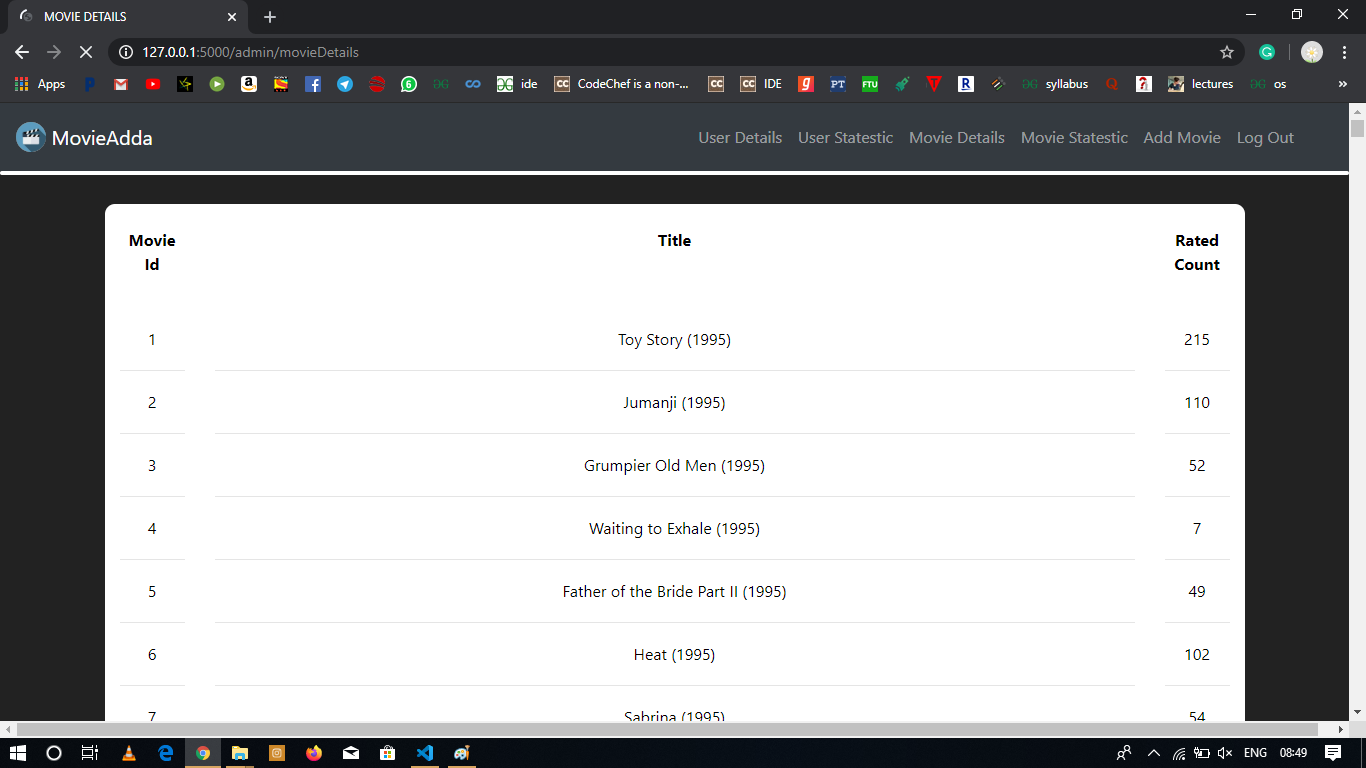 MOVIE DETAILS
127.0.0.1:5000/admin/movieDetails
Apps ide CodeChef is a non-... IDE syllabus lectures os »
MovieAdda User Details User Statestic Movie Details Movie Statestic Add Movie Log Out
Movie Id Title Rated Count
1 Toy Story (1995) 215
2 Jumanji (1995) 110
3 Grumpier Old Men (1995) 52
4 Waiting to Exhale (1995) 7
5 Father of the Bride Part II (1995) 49
6 Heat (1995) 102
7 Sabrina (1995) 54
ENG 08:49